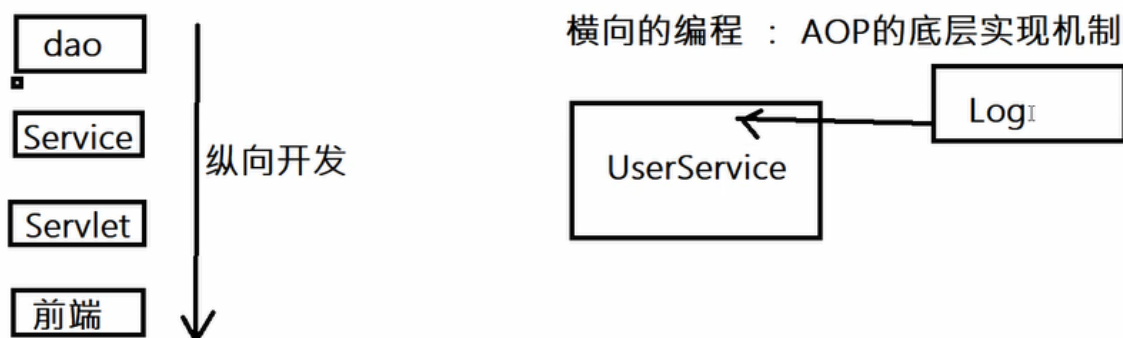 dao
Service
Servlet
前端
纵向开发
横向的编程 : AOP的底层实现机制
UserService
Log